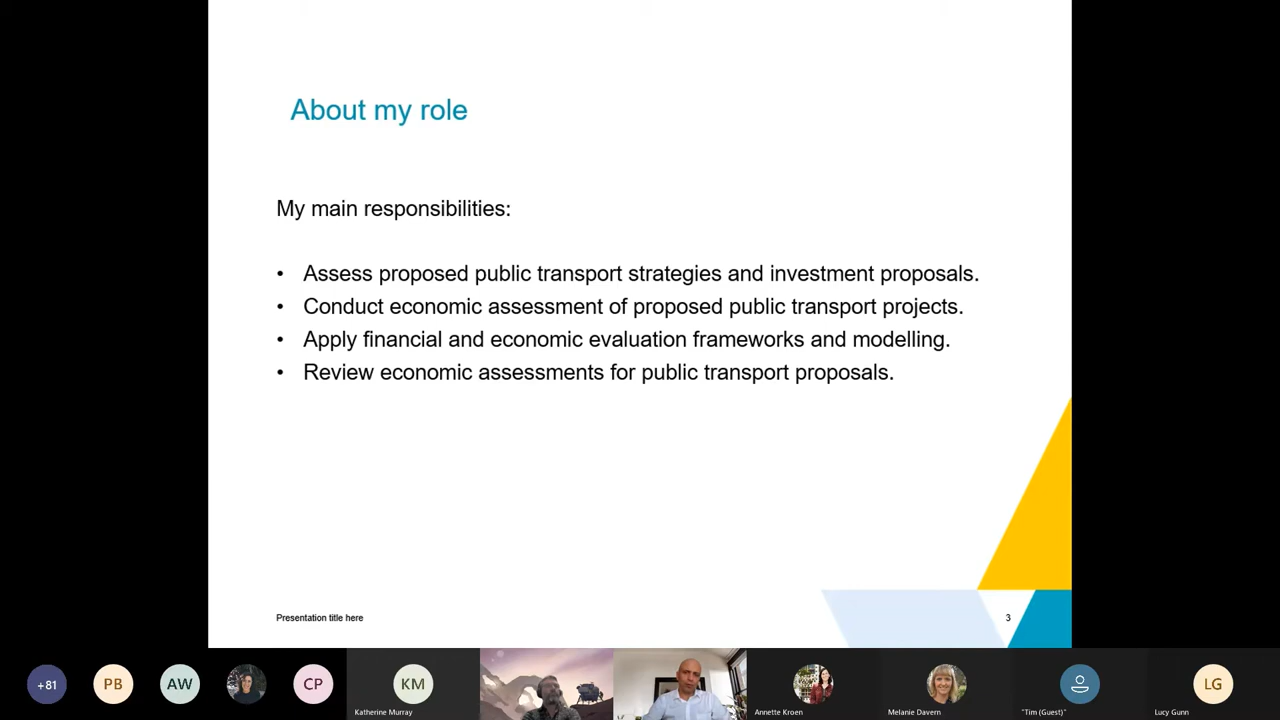 About my role
My main responsibilities:
• Assess proposed public transport strategies and investment proposals.
• Conduct economic assessment of proposed public transport projects.
• Apply financial and economic evaluation frameworks and modelling.
• Review economic assessments for public transport proposals.
Presentation title here
3
+81
PB
AW
CP
KM
LG
Katherine Murray
Annette Kroen
Melanie Davern
"Tim (Guest)"
Lucy Gunn